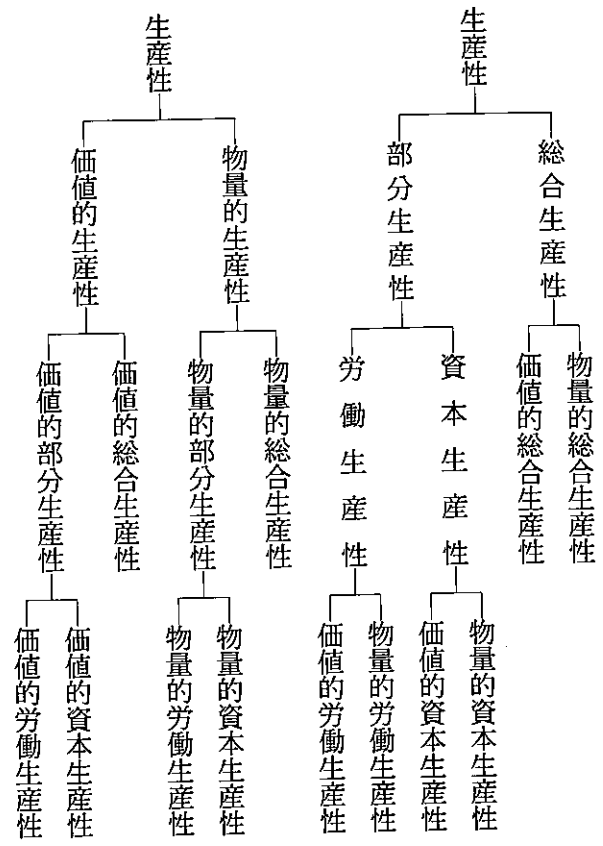 生産性
総合生産性
部分生産性
物量的総合生産性
価値的総合生産性
資本生産性
労働生産性
物量的資本生産性
価値的資本生産性
物量的労働生産性
価値的労働生産性
生産性
物量的生産性
価値的生産性
物量的総合生産性
物量的部分生産性
価値的総合生産性
価値的部分生産性
物量的資本生産性
物量的労働生産性
価値的資本生産性
価値的労働生産性